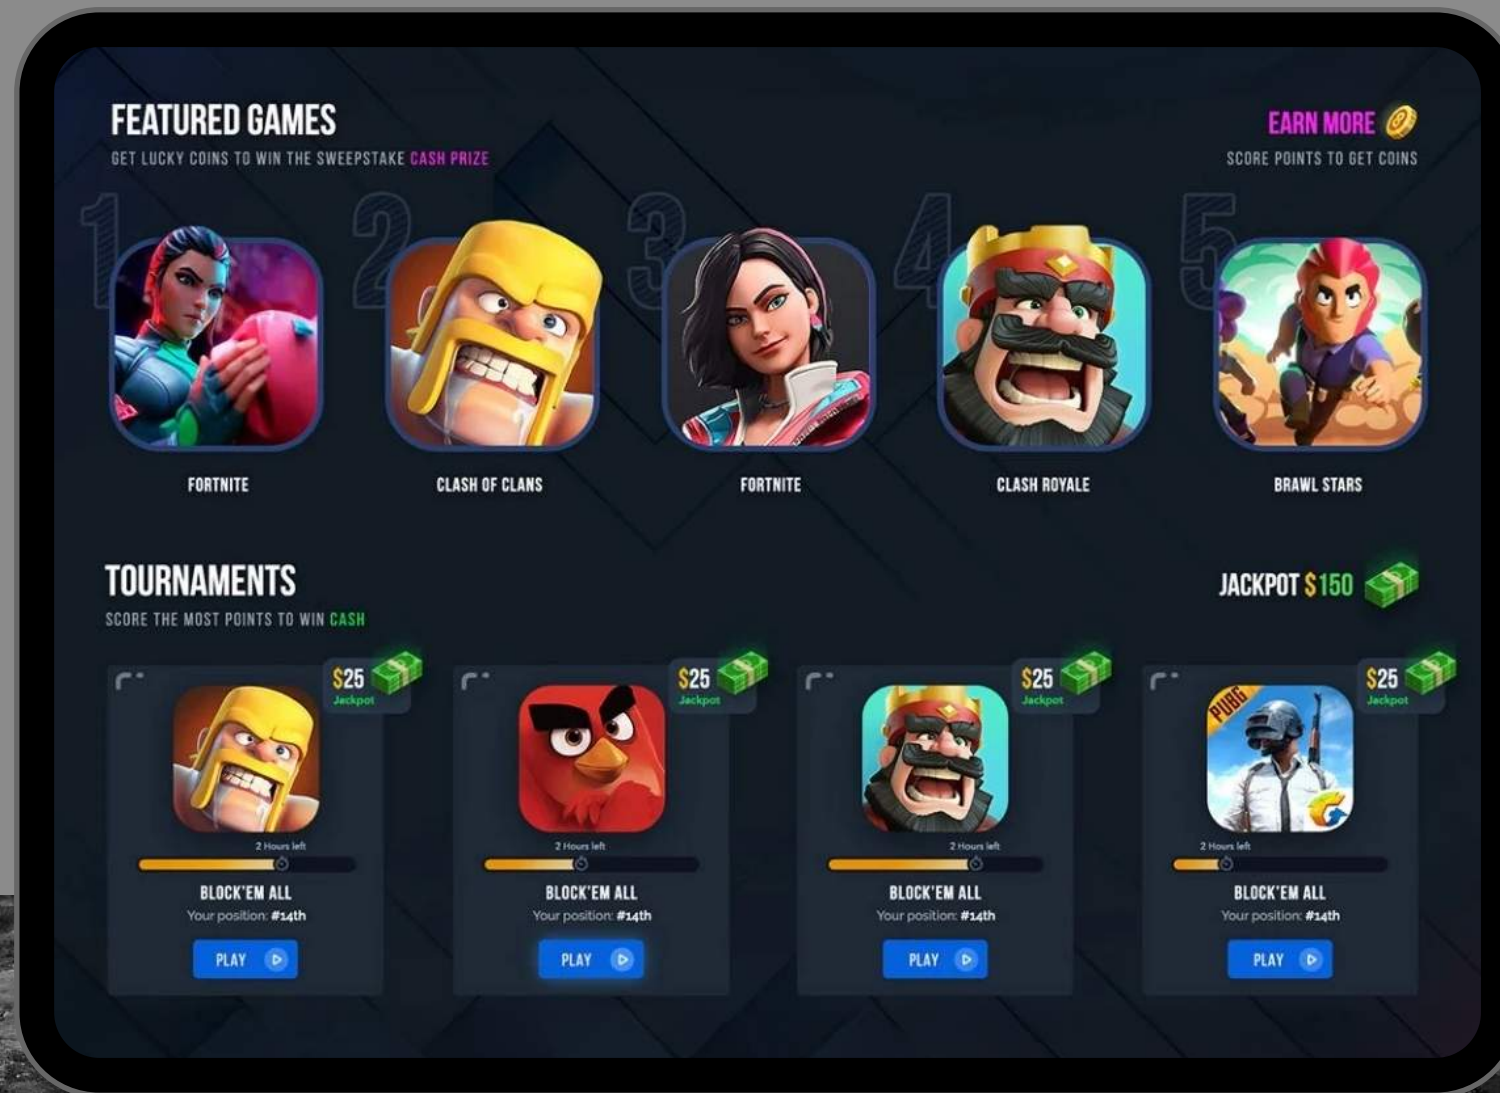 FEATURED GAMES
GET LUCKY COINS TO WIN THE SWEEPSTAKE CASH PRIZE
EARN MORE
SCORE POINTS TO GET COINS
1
2
3
4
5
FORTNITE
CLASH OF CLANS
FORTNITE
CLASH ROYALE
BRAWL STARS
TOURNAMENTS
SCORE THE MOST POINTS TO WIN CASH
JACKPOT $150
$25
Jackpot
2 Hours left
BLOCK'EM ALL
Your position: #14th
PLAY
$25
Jackpot
2 Hours left
BLOCK'EM ALL
Your position: #14th
PLAY
$25
Jackpot
2 Hours left
BLOCK'EM ALL
Your position: #14th
PLAY
$25
Jackpot
PUBG
2 Hours left
BLOCK'EM ALL
Your position: #14th
PLAY